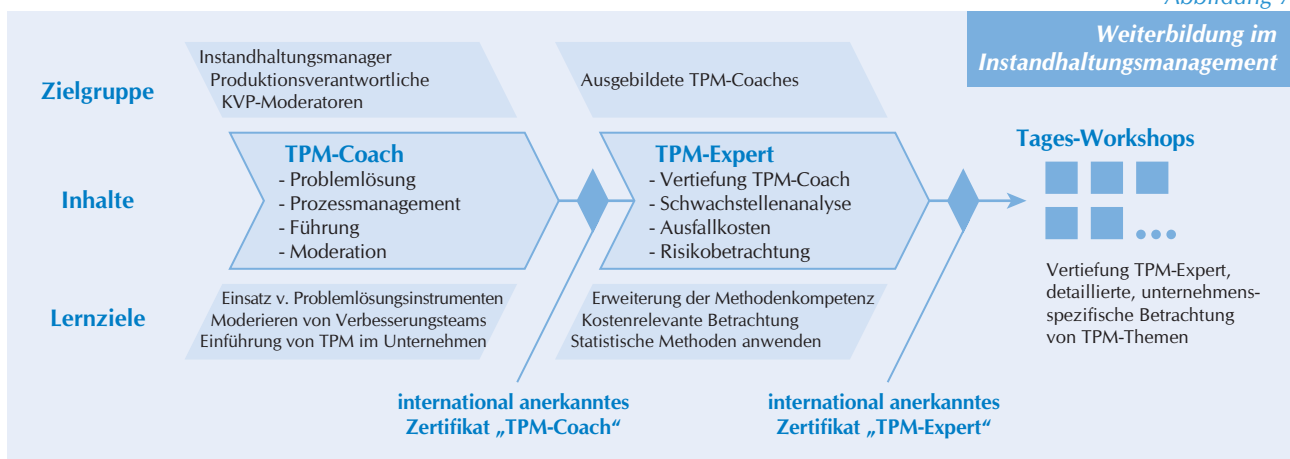 Abbildung 7
Weiterbildung im
Instandhaltungsmanagement
Zielgruppe
Instandhaltungsmanager
Produktionsverantwortliche
KVP-Moderatoren
Ausgebildete TPM-Coaches
Inhalte
TPM-Coach
- Problemlösung
- Prozessmanagement
- Führung
- Moderation
TPM-Expert
- Vertiefung TPM-Coach
- Schwachstellenanalyse
- Ausfallkosten
- Risikobetrachtung
Tages-Workshops
Vertiefung TPM-Expert,
detaillierte, unternehmens-
spezifische Betrachtung
von TPM-Themen
Lernziele
Einsatz v. Problemlösungsinstrumenten
Moderieren von Verbesserungsteams
Einführung von TPM im Unternehmen
Erweiterung der Methodenkompetenz
Kostenrelevante Betrachtung
Statistische Methoden anwenden
international anerkanntes
Zertifikat „TPM-Coach“
international anerkanntes
Zertifikat „TPM-Expert“